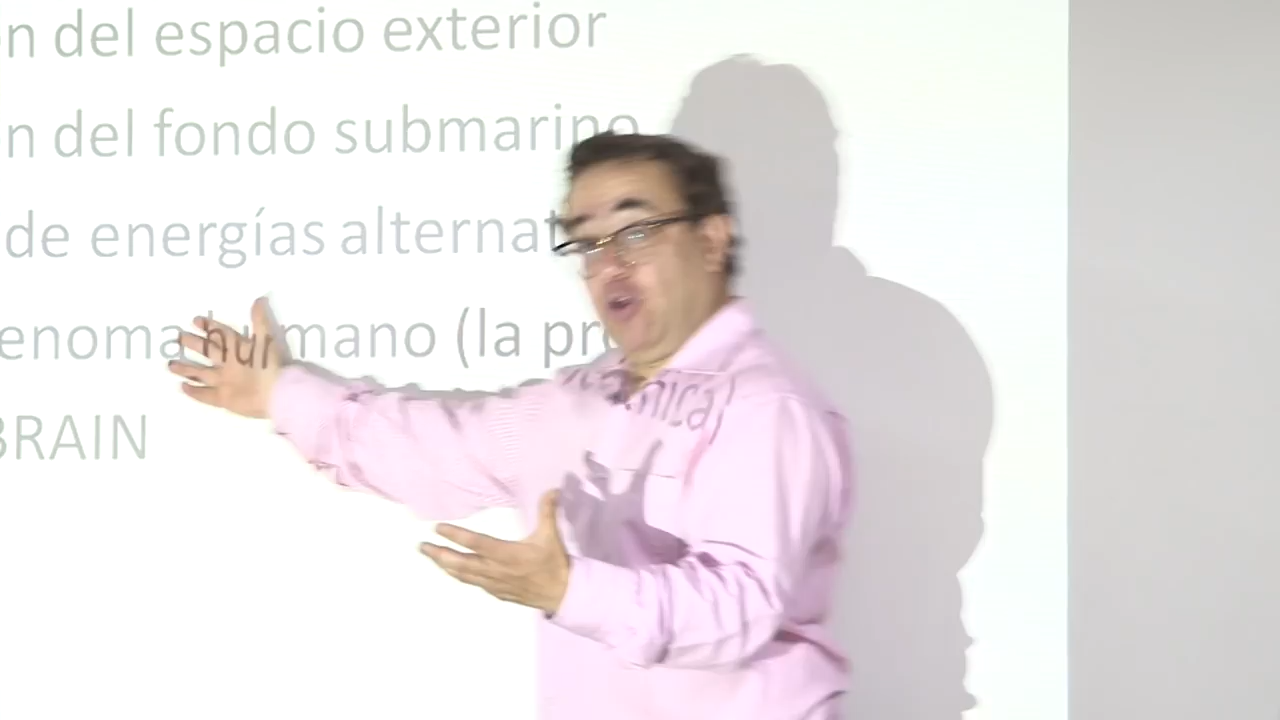 n del espacio exterior
n del fondo submarino
de energías alternat
enoma humano (la pr
BRAIN